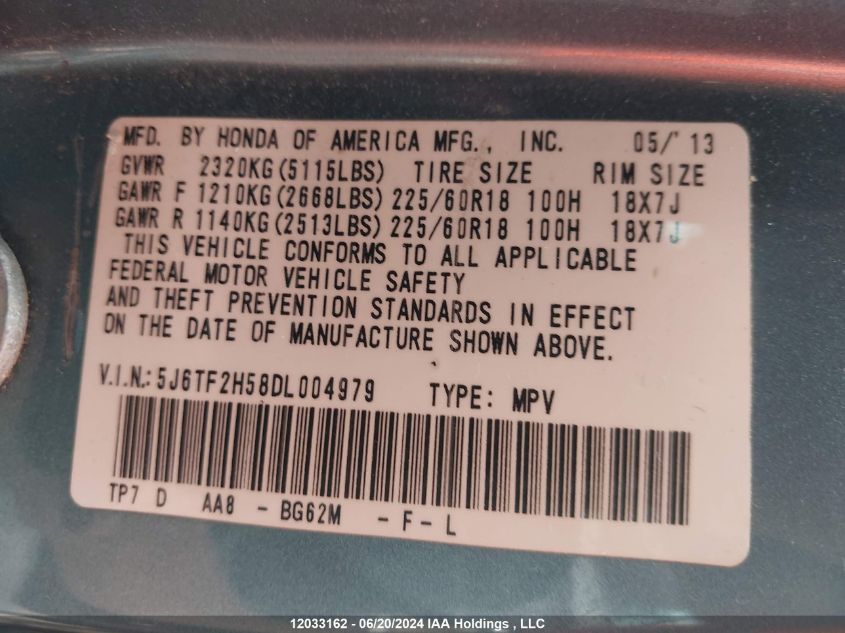 MFD. BY HONDA OF AMERICA MFG., INC. 05/'13
GVWR 2320KG(5115LBS) TIRE SIZE RIM SIZE
GAWR F 1210KG(2668LBS) 225/60R18 100H 18X7J
GAWR R 1140KG(2513LBS) 225/60R18 100H 18X7J
THIS VEHICLE CONFORMS TO ALL APPLICABLE
FEDERAL MOTOR VEHICLE SAFETY
AND THEFT PREVENTION STANDARDS IN EFFECT
ON THE DATE OF MANUFACTURE SHOWN ABOVE.
V.I.N.: 5J6TF2H58DL004979 TYPE: MPV
TP7 D AA8 - BG62M - F - L
12033162 - 06/20/2024 IAA Holdings , LLC